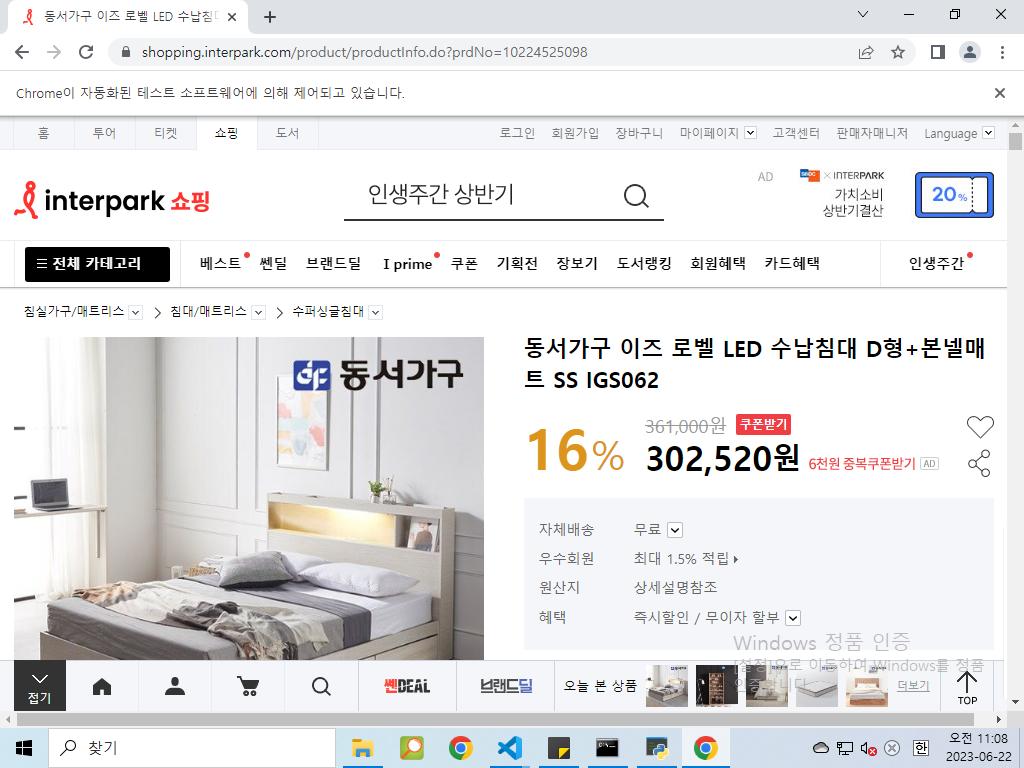 동서가구 이즈 로벨 LED 수납침대
shopping.interpark.com/product/productInfo.do?prdNo=10224525098
Chrome이 자동화된 테스트 소프트웨어에 의해 제어되고 있습니다.
홈 투어 티켓 쇼핑 도서 로그인 회원가입 장바구니 마이페이지 고객센터 판매자매니저 Language
interpark 쇼핑
인생주간 상반기
AD
× INTERPARK
가치소비
상반기결산
20%
전체 카테고리 베스트 쎈딜 브랜드딜 I prime 쿠폰 기획전 장보기 도서랭킹 회원혜택 카드혜택 인생주간
침실가구/매트리스 침대/매트리스 수퍼싱글침대
동서가구
동서가구 이즈 로벨 LED 수납침대 D형+본넬매
트 SS IGS062
16% 361,000원 쿠폰받기
302,520원 6천원 중복쿠폰받기 AD
자체배송 무료
우수회원 최대 1.5% 적립
원산지 상세설명참조
혜택 즉시할인 / 무이자 할부
Windows 정품 인증
[설정]으로 이동하여 Windows를 정품
인증합니다.
접기
쎈DEAL
브랜드딜
오늘 본 상품
더보기
TOP
찾기
한
오전 11:08
2023-06-22